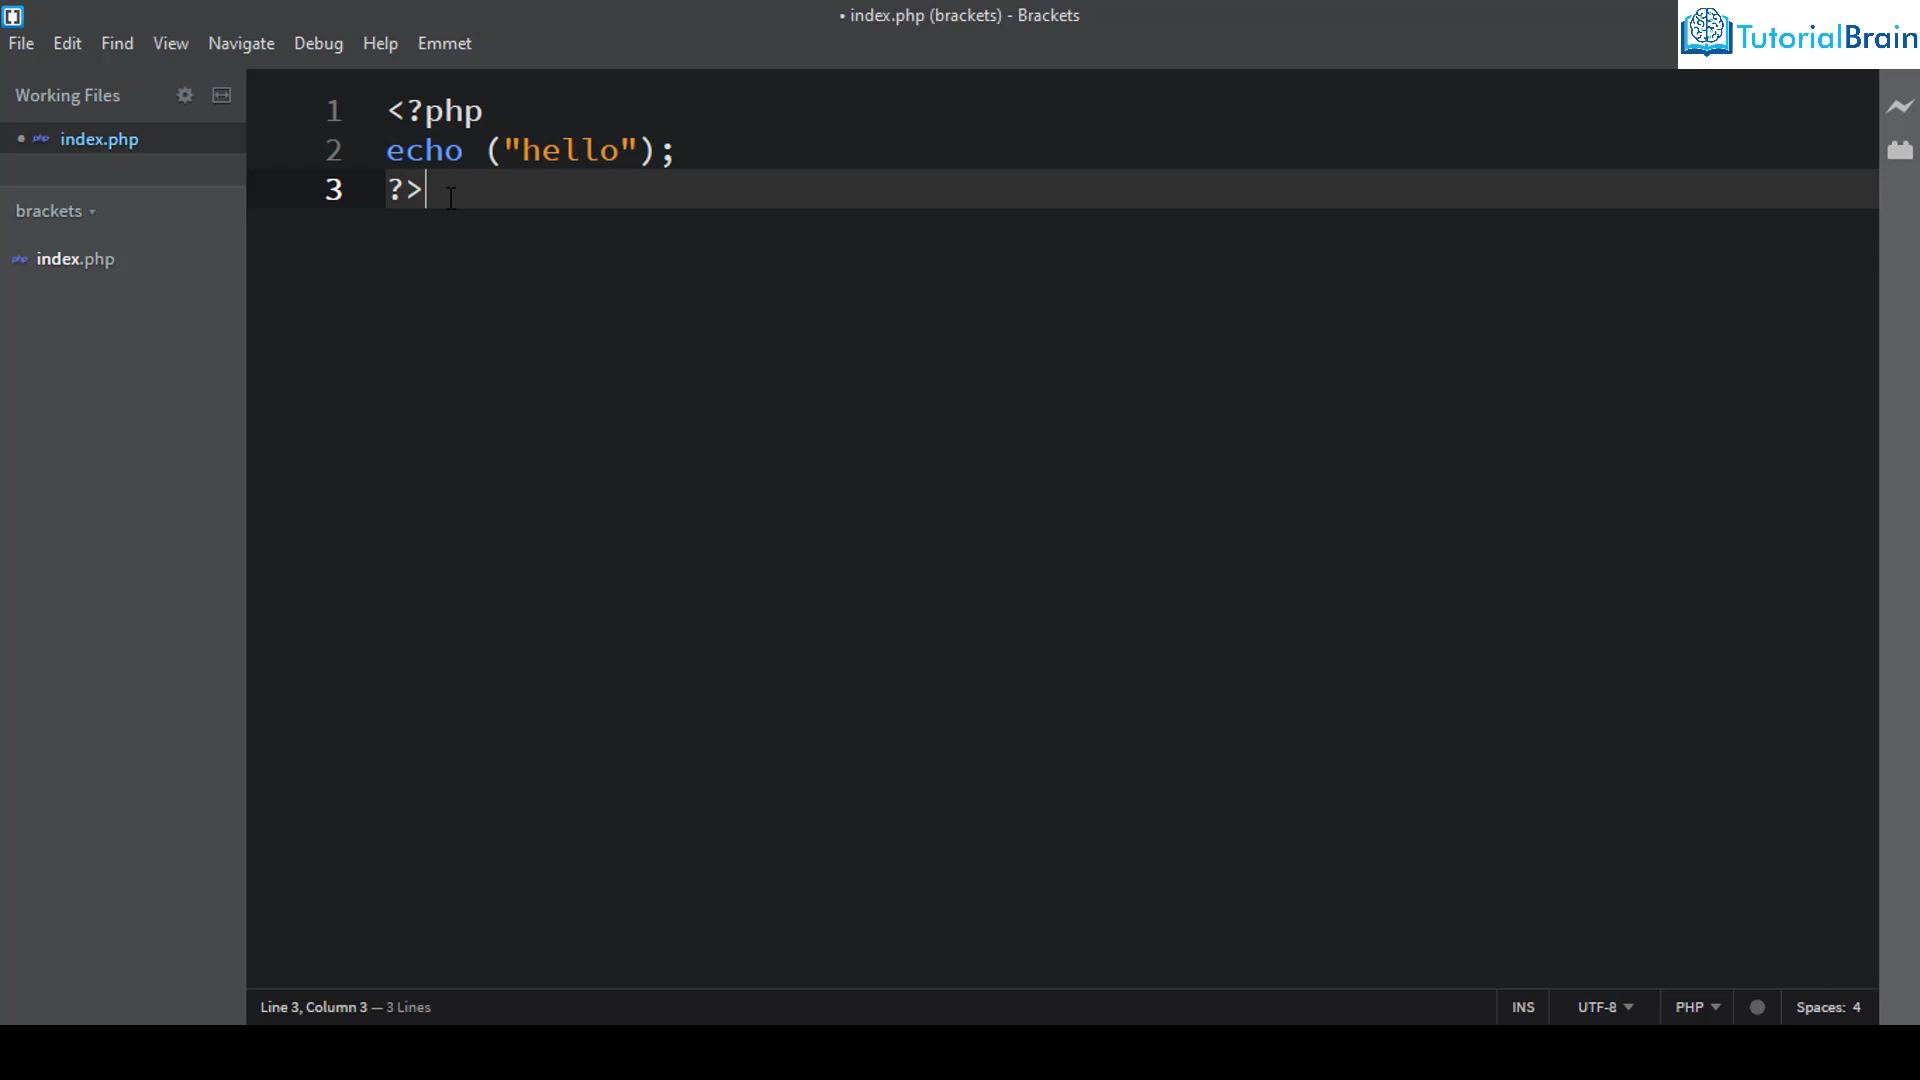 • index.php (brackets) - Brackets
TutorialBrain
File Edit Find View Navigate Debug Help Emmet
Working Files
• php index.php
brackets
php index.php
1 <?php
2 echo ("hello");
3 ?>
Line 3, Column 3 — 3 Lines
INS UTF-8 PHP Spaces: 4